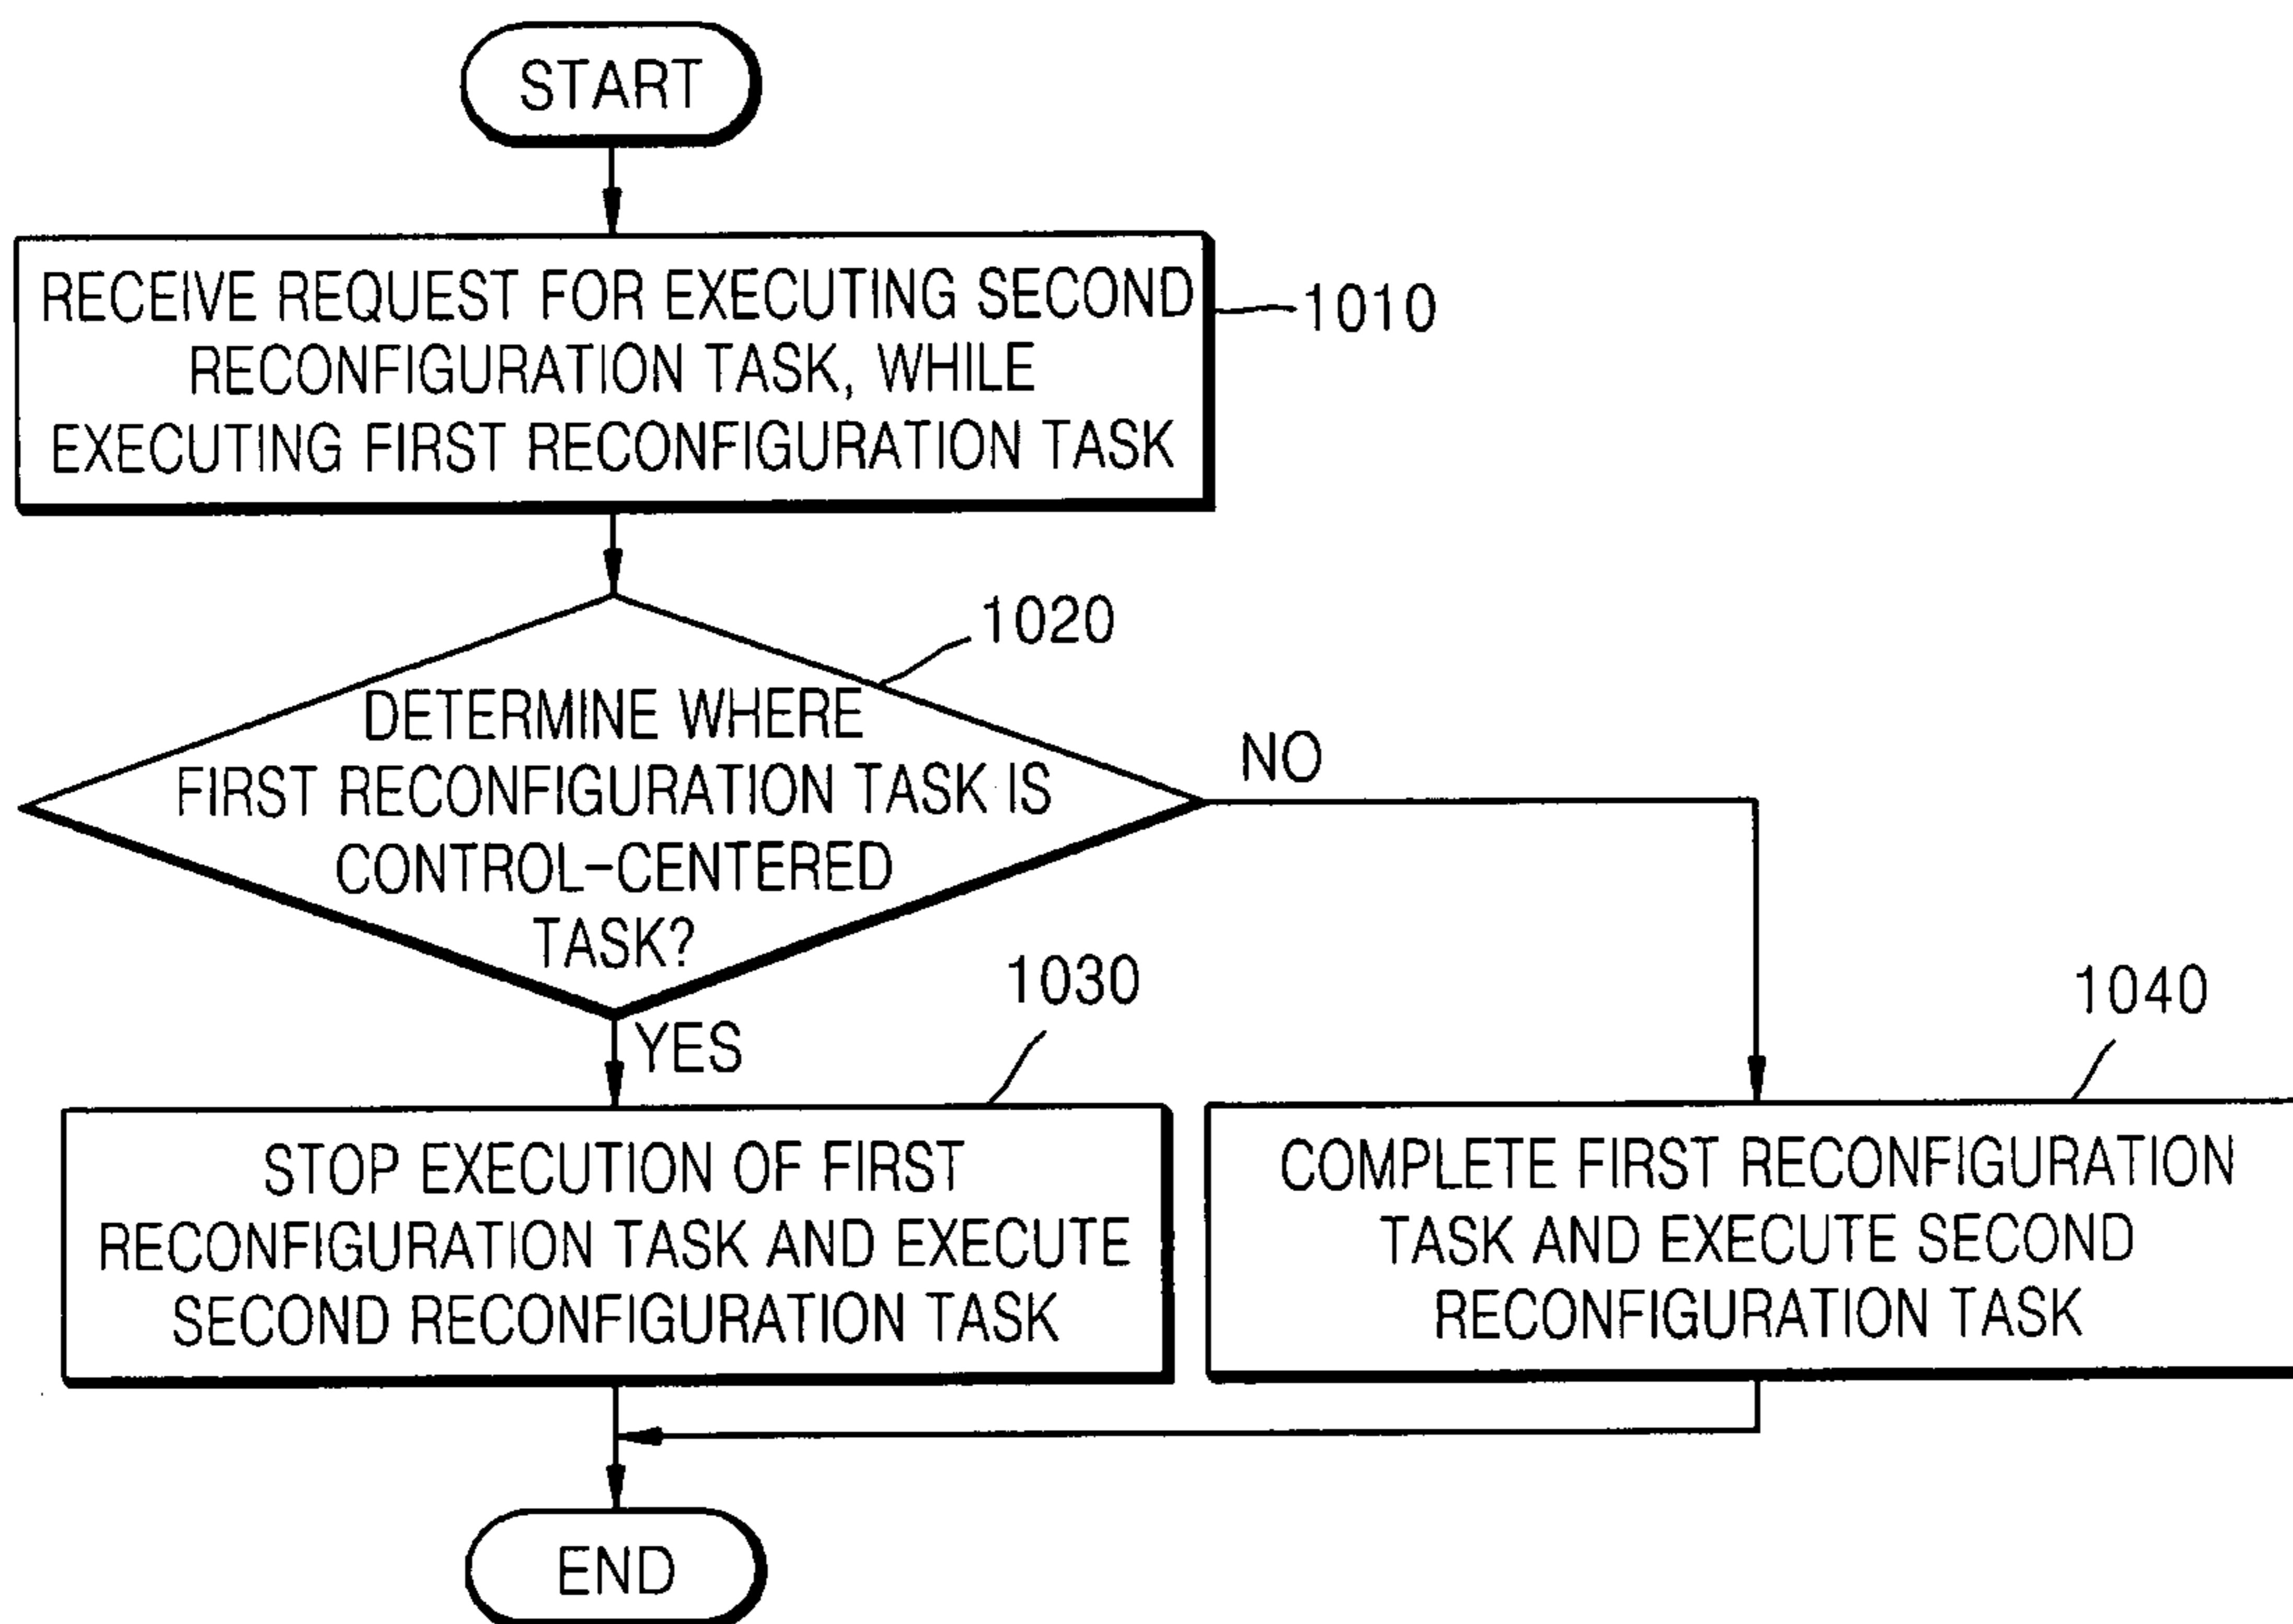 START
RECEIVE REQUEST FOR EXECUTING SECOND
RECONFIGURATION TASK, WHILE
EXECUTING FIRST RECONFIGURATION TASK
1010
1020
DETERMINE WHERE
FIRST RECONFIGURATION TASK IS
CONTROL-CENTERED
TASK?
NO
YES
1030
STOP EXECUTION OF FIRST
RECONFIGURATION TASK AND EXECUTE
SECOND RECONFIGURATION TASK
1040
COMPLETE FIRST RECONFIGURATION
TASK AND EXECUTE SECOND
RECONFIGURATION TASK
END